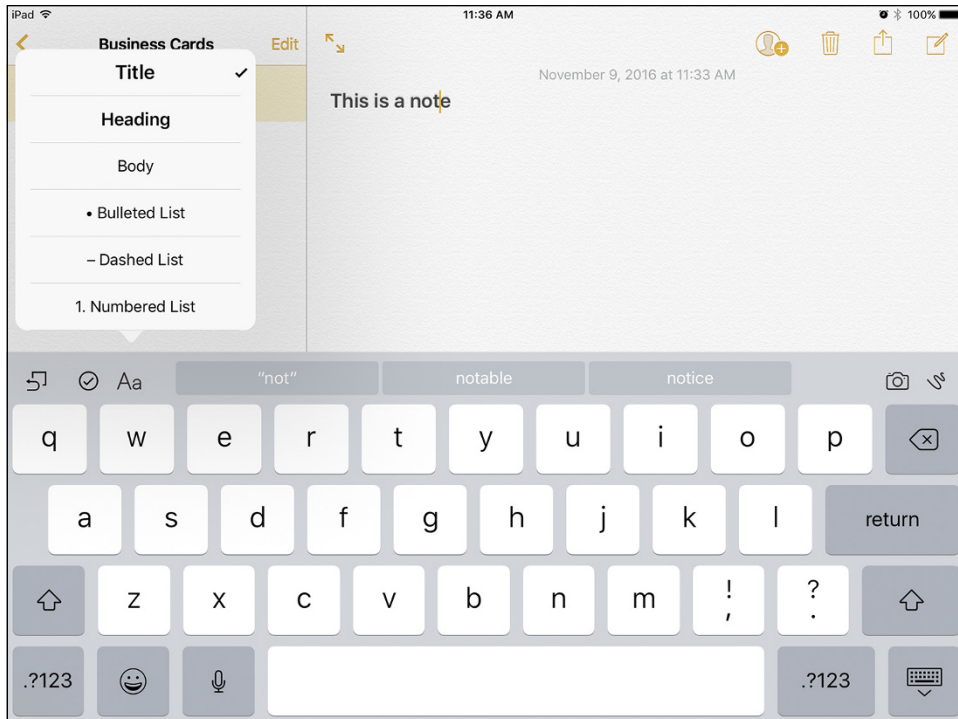 iPad 11:36 AM 100%
Business Cards Edit
Title
Heading
Body
• Bulleted List
– Dashed List
1. Numbered List
November 9, 2016 at 11:33 AM
This is a note
Aa "not" notable notice
q w e r t y u i o p
a s d f g h j k l return
z x c v b n m ! , ? .
.?123 .?123